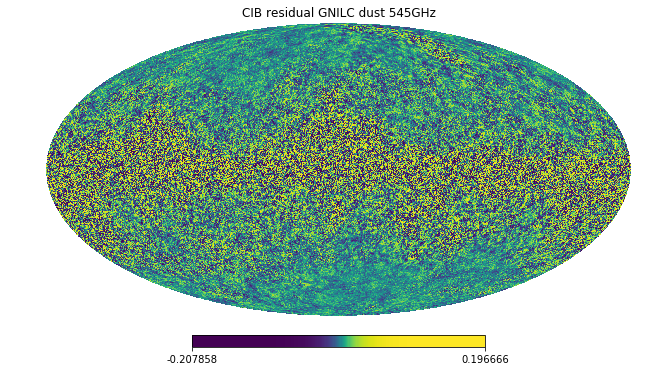 CIB residual GNILC dust 545GHz
-0.207858 0.196666